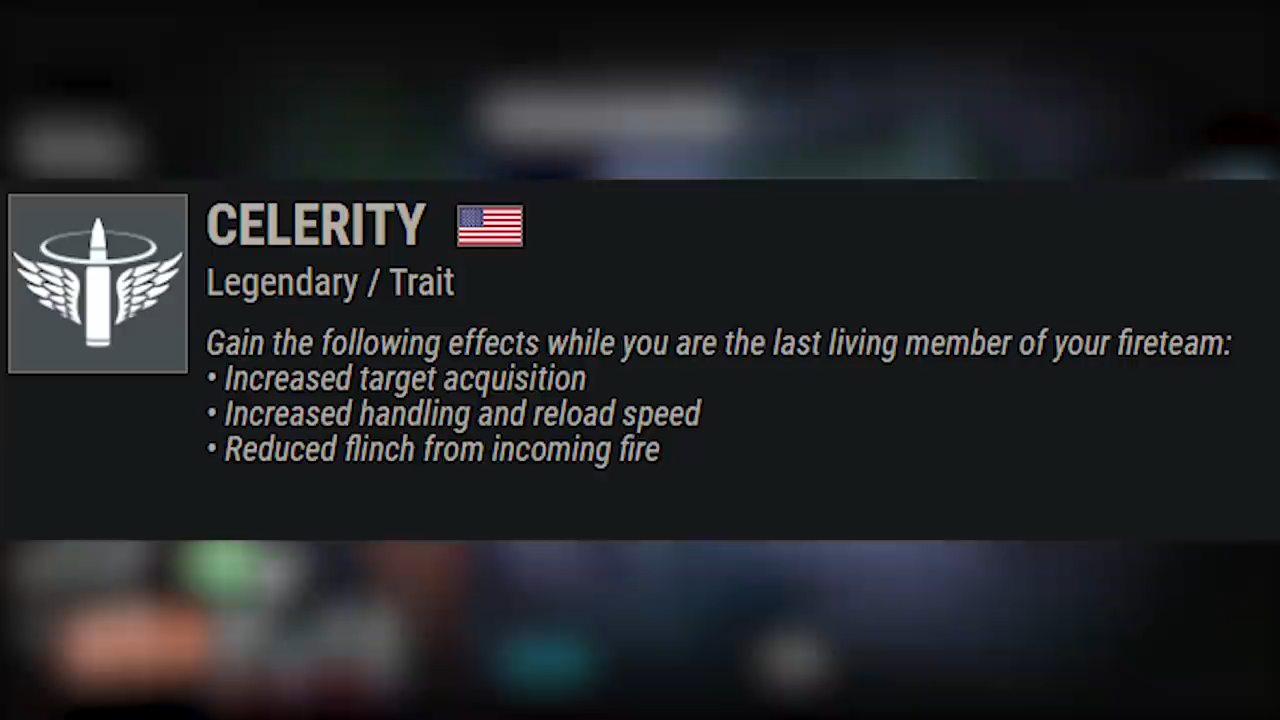 CELERITY
Legendary / Trait
Gain the following effects while you are the last living member of your fireteam:
• Increased target acquisition
• Increased handling and reload speed
• Reduced flinch from incoming fire